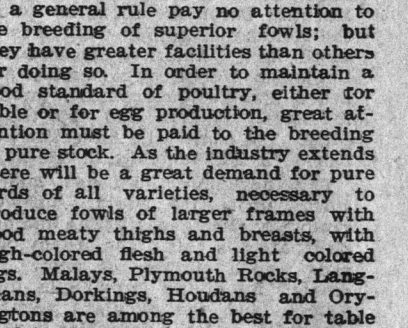 a general rule pay no attention to
e breeding of superior fowls; but
ey have greater facilities than others
r doing so. In order to maintain a
od standard of poultry, either for
ble or for egg production, great at-
ntion must be paid to the breeding
pure stock. As the industry extends
ere will be a great demand for pure
rds of all varieties, necessary to
oduce fowls of larger frames with
od meaty thighs and breasts, with
gh-colored flesh and light colored
gs. Malays, Plymouth Rocks, Lang-
ans, Dorkings, Houdans and Ory-
gtons are among the best for table